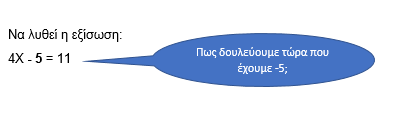 Να λυθεί η εξίσωση:
4Χ - 5 = 11
Πως δουλεύουμε τώρα που
έχουμε -5;